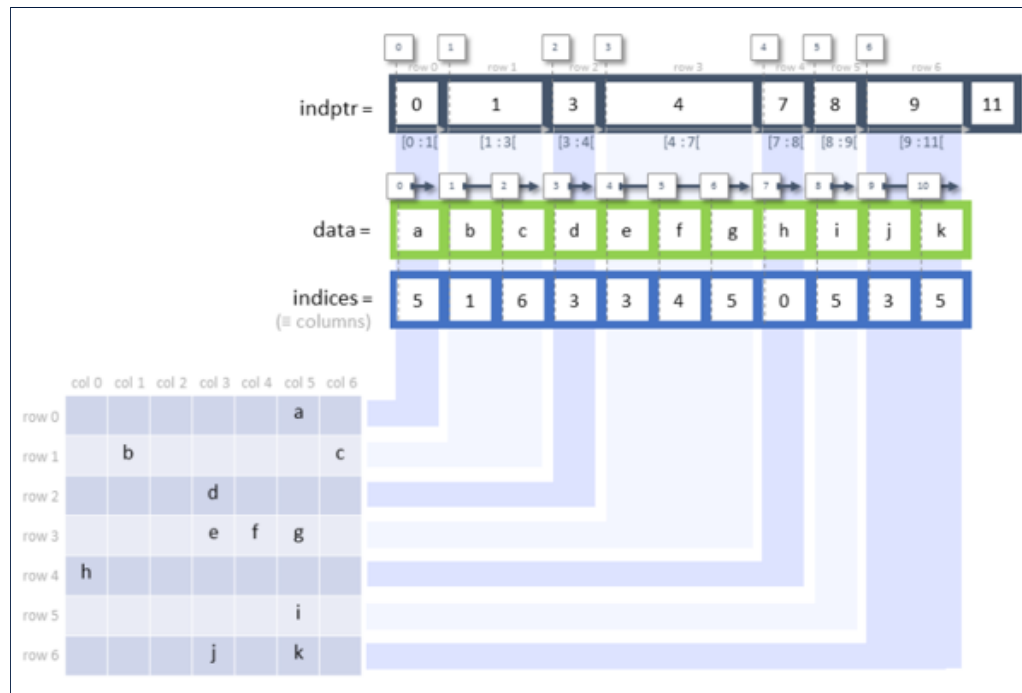 0 1 2 3 4 5 6
row 0 row 1 row 2 row 3 row 4 row 5 row 6
indptr = 0 1 3 4 7 8 9 11
[0 : 1[ [1 : 3[ [3 : 4[ [4 : 7[ [7 : 8[ [8 : 9[ [9 : 11[
0 1 2 3 4 5 6 7 8 9 10
data = a b c d e f g h i j k
indices = 5 1 6 3 3 4 5 0 5 3 5
(≡ columns)
col 0 col 1 col 2 col 3 col 4 col 5 col 6
row 0 a
row 1 b c
row 2 d
row 3 e f g
row 4 h
row 5 i
row 6 j k